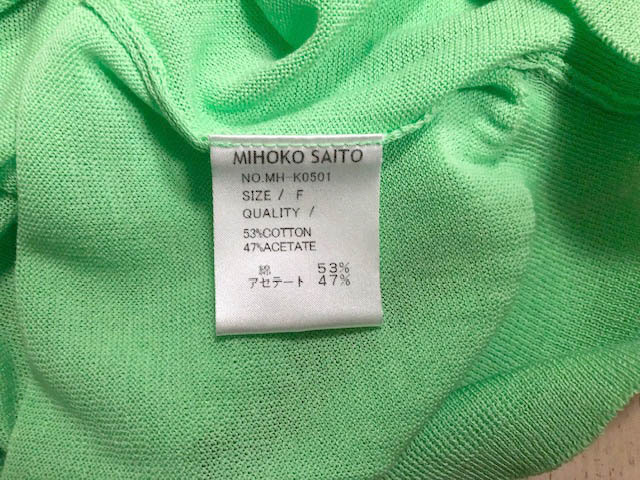 MIHOKO SAITO
NO.MH-K0501
SIZE / F
QUALITY /
53%COTTON
47%ACETATE
綿 53%
アセテート 47%